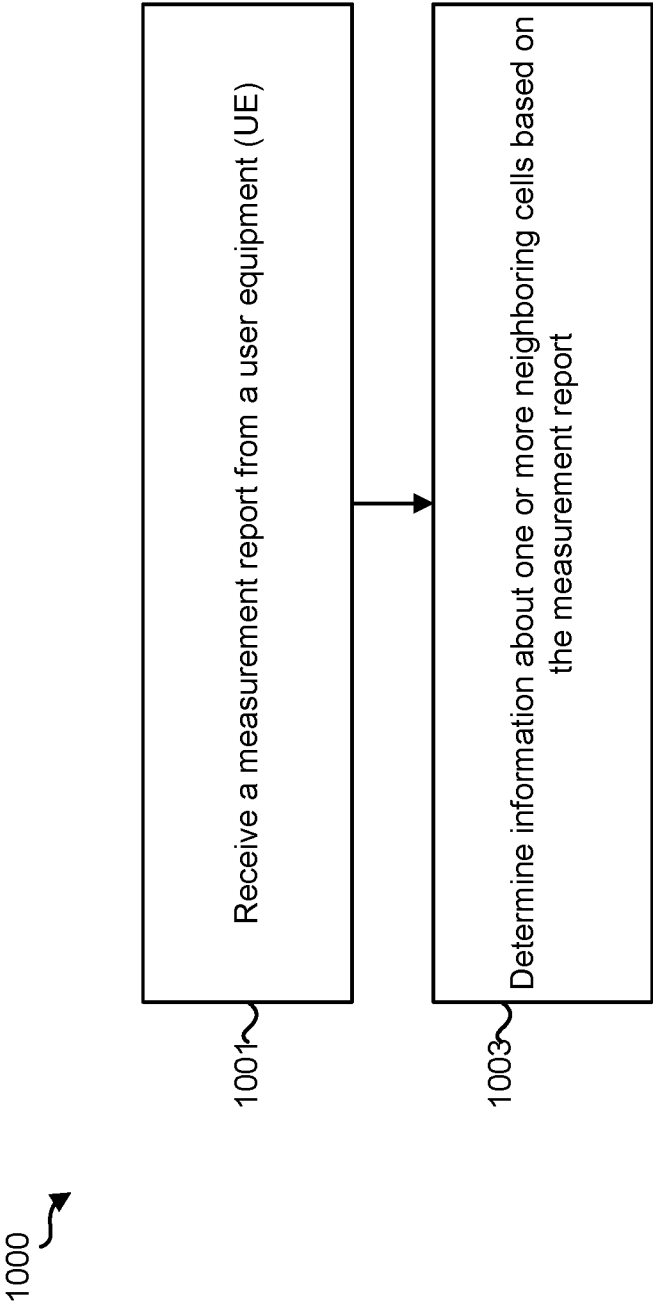 1000
1001
Receive a measurement report from a user equipment (UE)
1003
Determine information about one or more neighboring cells based on
the measurement report